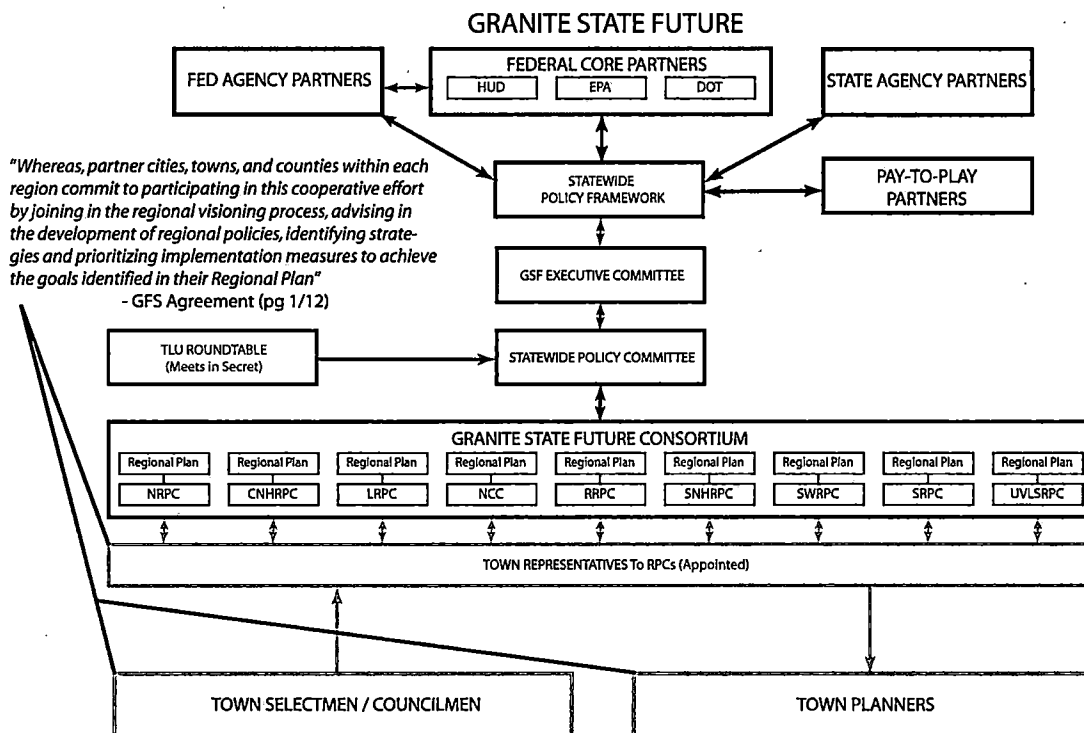 GRANITE STATE FUTURE
FED AGENCY PARTNERS
FEDERAL CORE PARTNERS
HUD
EPA
DOT
STATE AGENCY PARTNERS
"Whereas, partner cities, towns, and counties within each
region commit to participating in this cooperative effort
by joining in the regional visioning process, advising in
the development of regional policies, identifying strate-
gies and prioritizing implementation measures to achieve
the goals identified in their Regional Plan"
- GFS Agreement (pg 1/12)
STATEWIDE
POLICY FRAMEWORK
PAY-TO-PLAY
PARTNERS
GSF EXECUTIVE COMMITTEE
TLU ROUNDTABLE
(Meets in Secret)
STATEWIDE POLICY COMMITTEE
GRANITE STATE FUTURE CONSORTIUM
Regional Plan
Regional Plan
Regional Plan
Regional Plan
Regional Plan
Regional Plan
Regional Plan
Regional Plan
Regional Plan
NRPC
CNHRPC
LRPC
NCC
RRPC
SNHRPC
SWRPC
SRPC
UVLSRPC
TOWN REPRESENTATIVES To RPCs (Appointed)
TOWN SELECTMEN / COUNCILMEN
TOWN PLANNERS